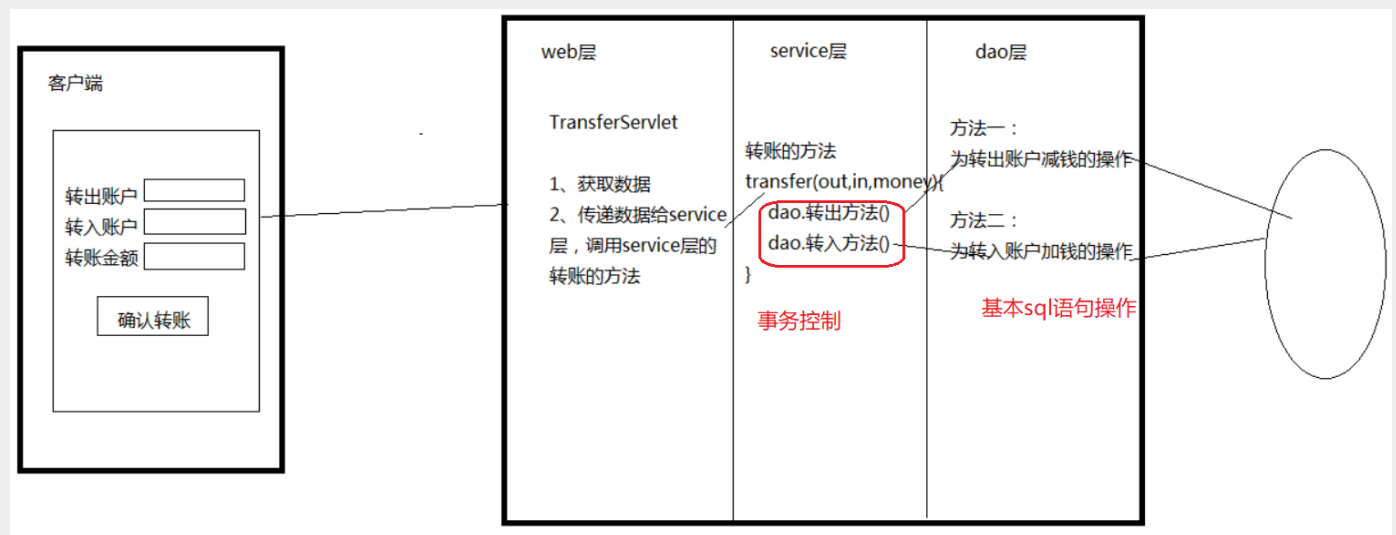 客户端
转出账户
转入账户
转账金额
确认转账
web层
TransferServlet
1、获取数据
2、传递数据给service
层，调用service层的
转账的方法
service层
转账的方法
transfer(out,in,money){
dao.转出方法()
dao.转入方法()
}
事务控制
dao层
方法一：
为转出账户减钱的操作
方法二：
为转入账户加钱的操作
基本sql语句操作